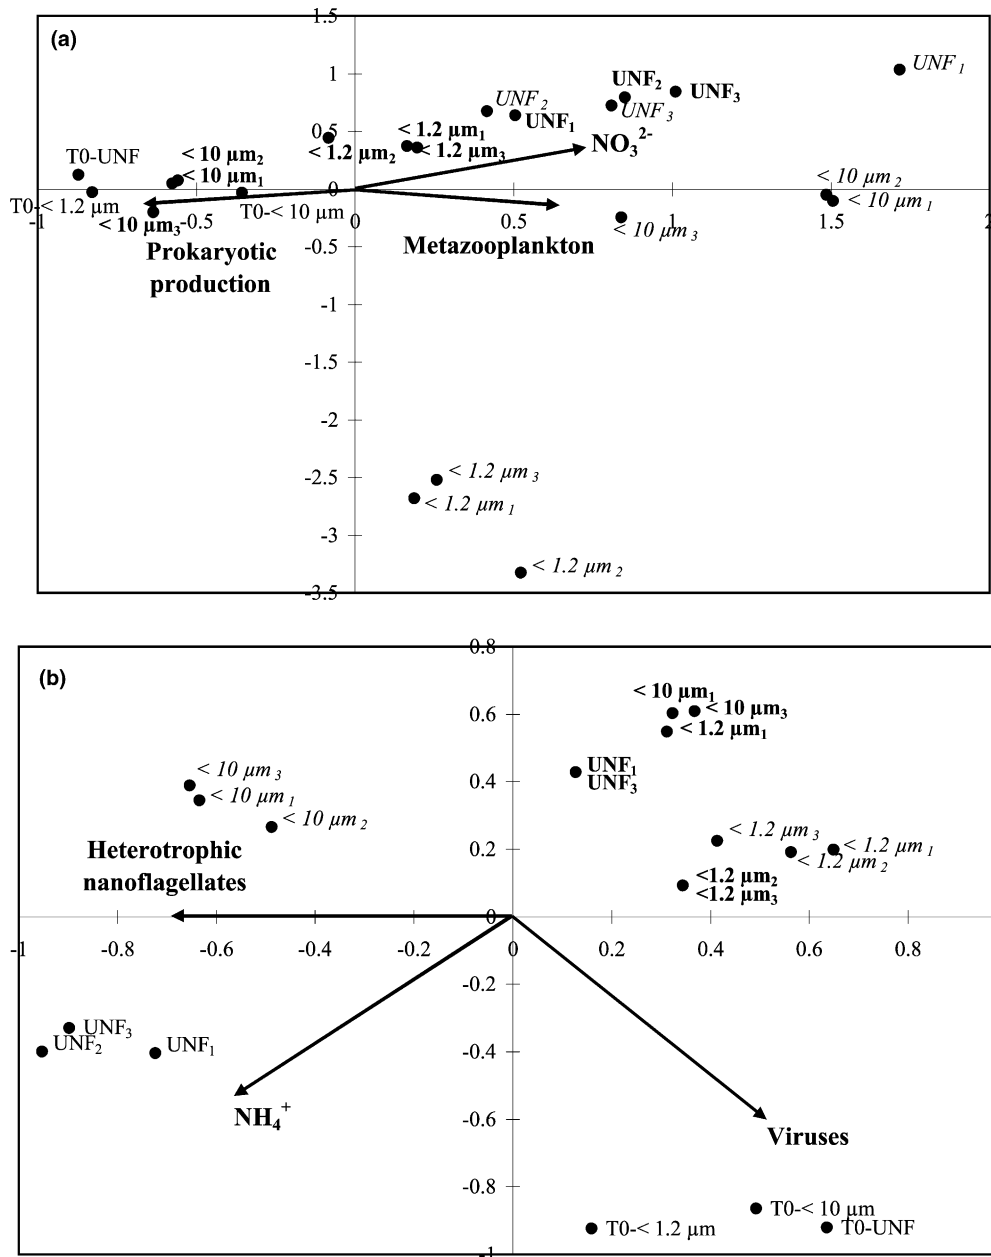 (a)
1.5
1
0.5
0
-0.5
-1
-1.5
-2
-2.5
-3
-3.5
-1
-0.5
0
0.5
1
1.5
2
UNF 1
UNF2
UNF3
UNF 2
UNF1
UNF 3
< 1.2 µm1
< 1.2 µm3
< 1.2 µm2
NO3 2-
T0-UNF
< 10 µm2
< 10 µm1
T0-< 1.2 µm
< 10 µm3
T0-< 10 µm
< 10 µm 2
< 10 µm 1
< 10 µm 3
Prokaryotic
production
Metazooplankton
< 1.2 µm 3
< 1.2 µm 1
< 1.2 µm 2
(b)
0.8
0.6
0.4
0.2
0
-0.2
-0.4
-0.6
-0.8
-1
-1
-0.8
-0.6
-0.4
-0.2
0
0.2
0.4
0.6
0.8
< 10 µm1
< 10 µm3
< 1.2 µm1
UNF1
UNF3
< 10 µm 3
< 10 µm 1
< 10 µm 2
< 1.2 µm 3
< 1.2 µm 1
< 1.2 µm 2
<1.2 µm2
<1.2 µm3
Heterotrophic
nanoflagellates
UNF3
UNF2
UNF1
NH4+
Viruses
T0-< 10 µm
T0-< 1.2 µm
T0-UNF